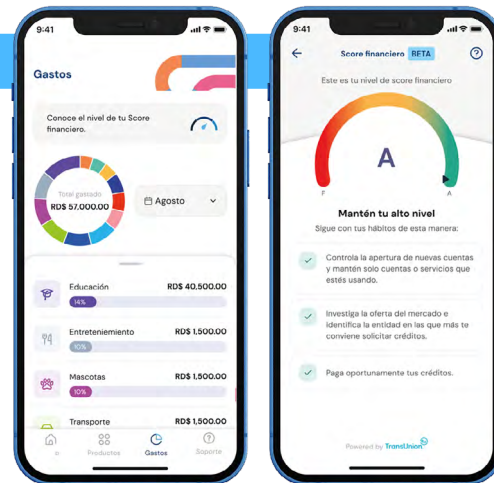 9:41
Gastos
Conoce el nivel de tu Score
financiero.
Total gastado
RD$ 57,000.00
Agosto
Educación
RD$ 40,500.00
14%
Entreteniemiento
RD$ 1,500.00
10%
Mascotas
RD$ 1,500.00
10%
Transporte
RD$ 1,500.00
e
Productos
Gastos
Soporte
9:41
Score financiero
BETA
Este es tu nivel de score financiero
A
F
A
Mantén tu alto nivel
Sigue con tus hábitos de esta manera:
Controla la apertura de nuevas cuentas
y mantén solo cuentas o servicios que
estés usando.
Investiga la oferta del mercado e
identifica la entidad en las que más te
conviene solicitar créditos.
Paga oportunamente tus créditos.
Powered by TransUnion